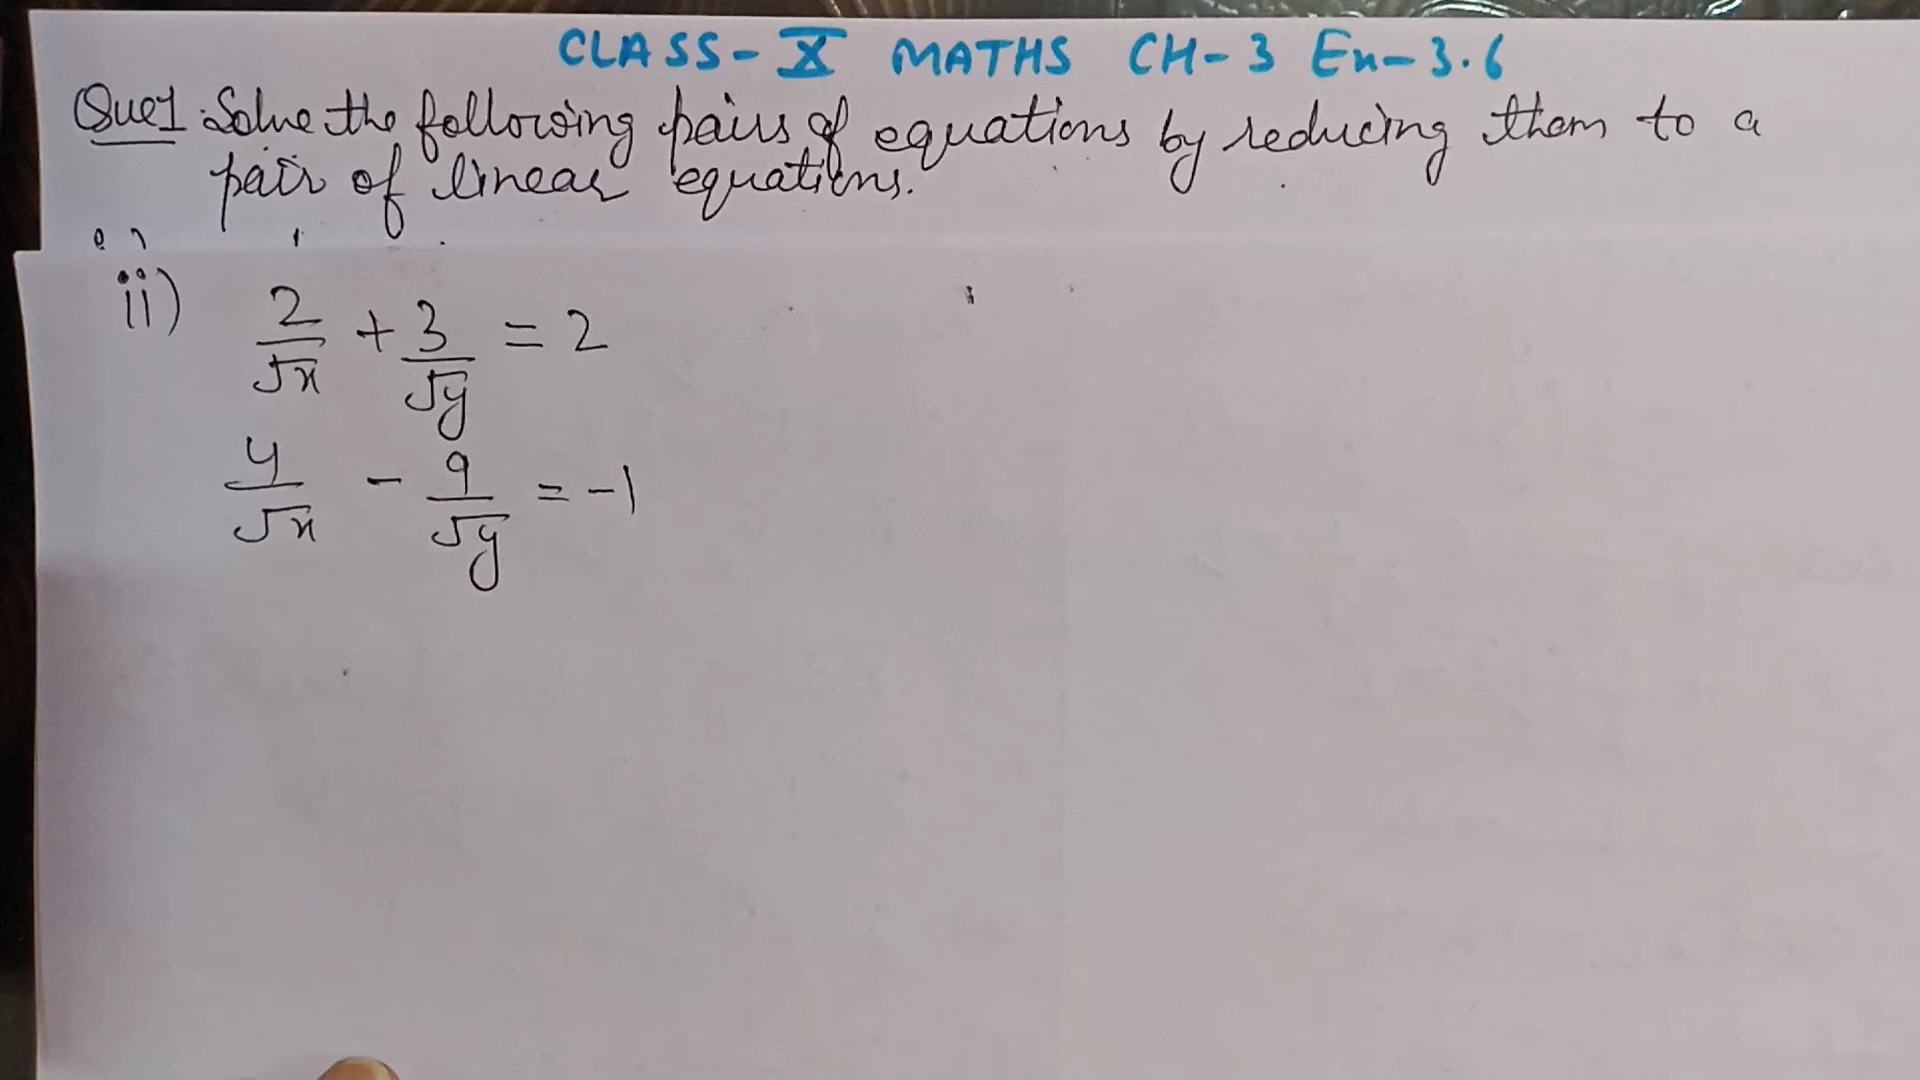 CLASS-X MATHS CH-3 Ex-3.6
Que1. Solve the following pairs of equations by reducing them to a
pair of linear equations.
ii) 2/√x + 3/√y = 2
4/√x - 9/√y = -1